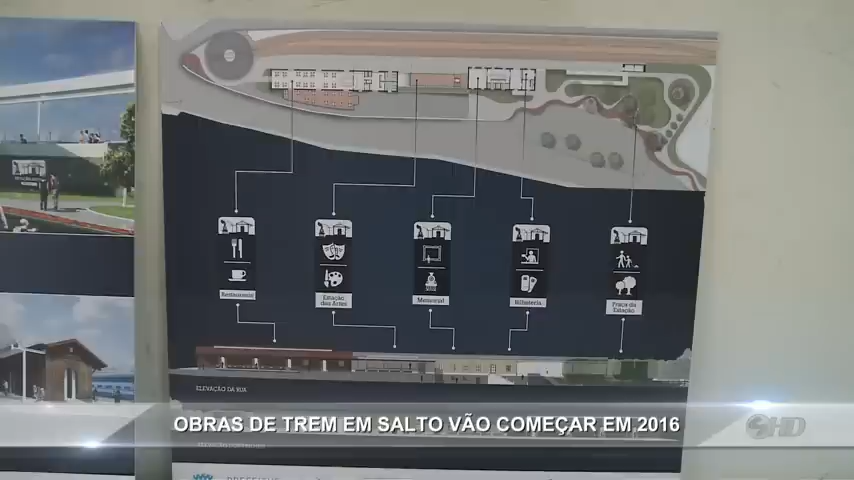 Restaurante
Estação
das Artes
Memorial
Bilheteria
Praça da
Estação
ELEVAÇÃO DA RUA
OBRAS DE TREM EM SALTO VÃO COMEÇAR EM 2016
HD